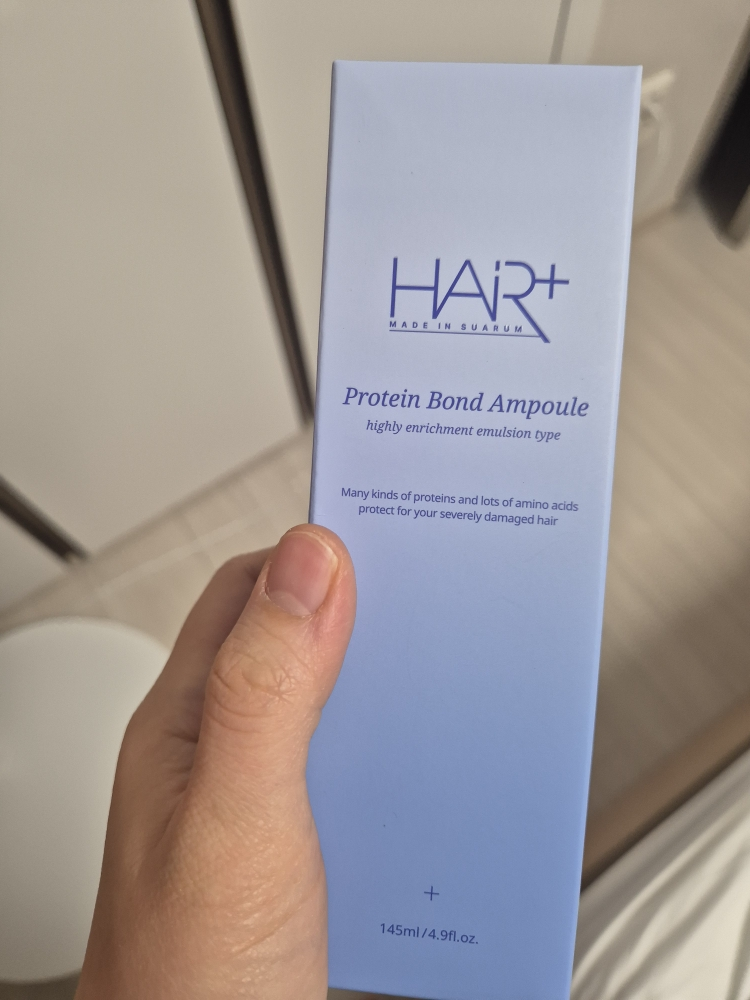 HAiR+
MADE IN SUARUM
Protein Bond Ampoule
highly enrichment emulsion type
Many kinds of proteins and lots of amino acids
protect for your severely damaged hair
+
145ml/4.9fl.oz.